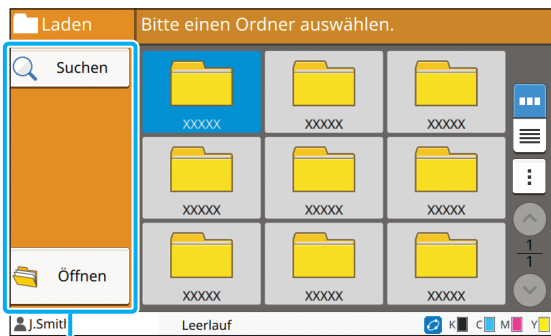 Laden
Bitte einen Ordner auswählen.
Suchen
XXXXX XXXXX XXXXX
XXXXX XXXXX XXXXX
1
1
Öffnen
XXXXX XXXXX XXXXX
J.Smith
Leerlauf
K C M Y